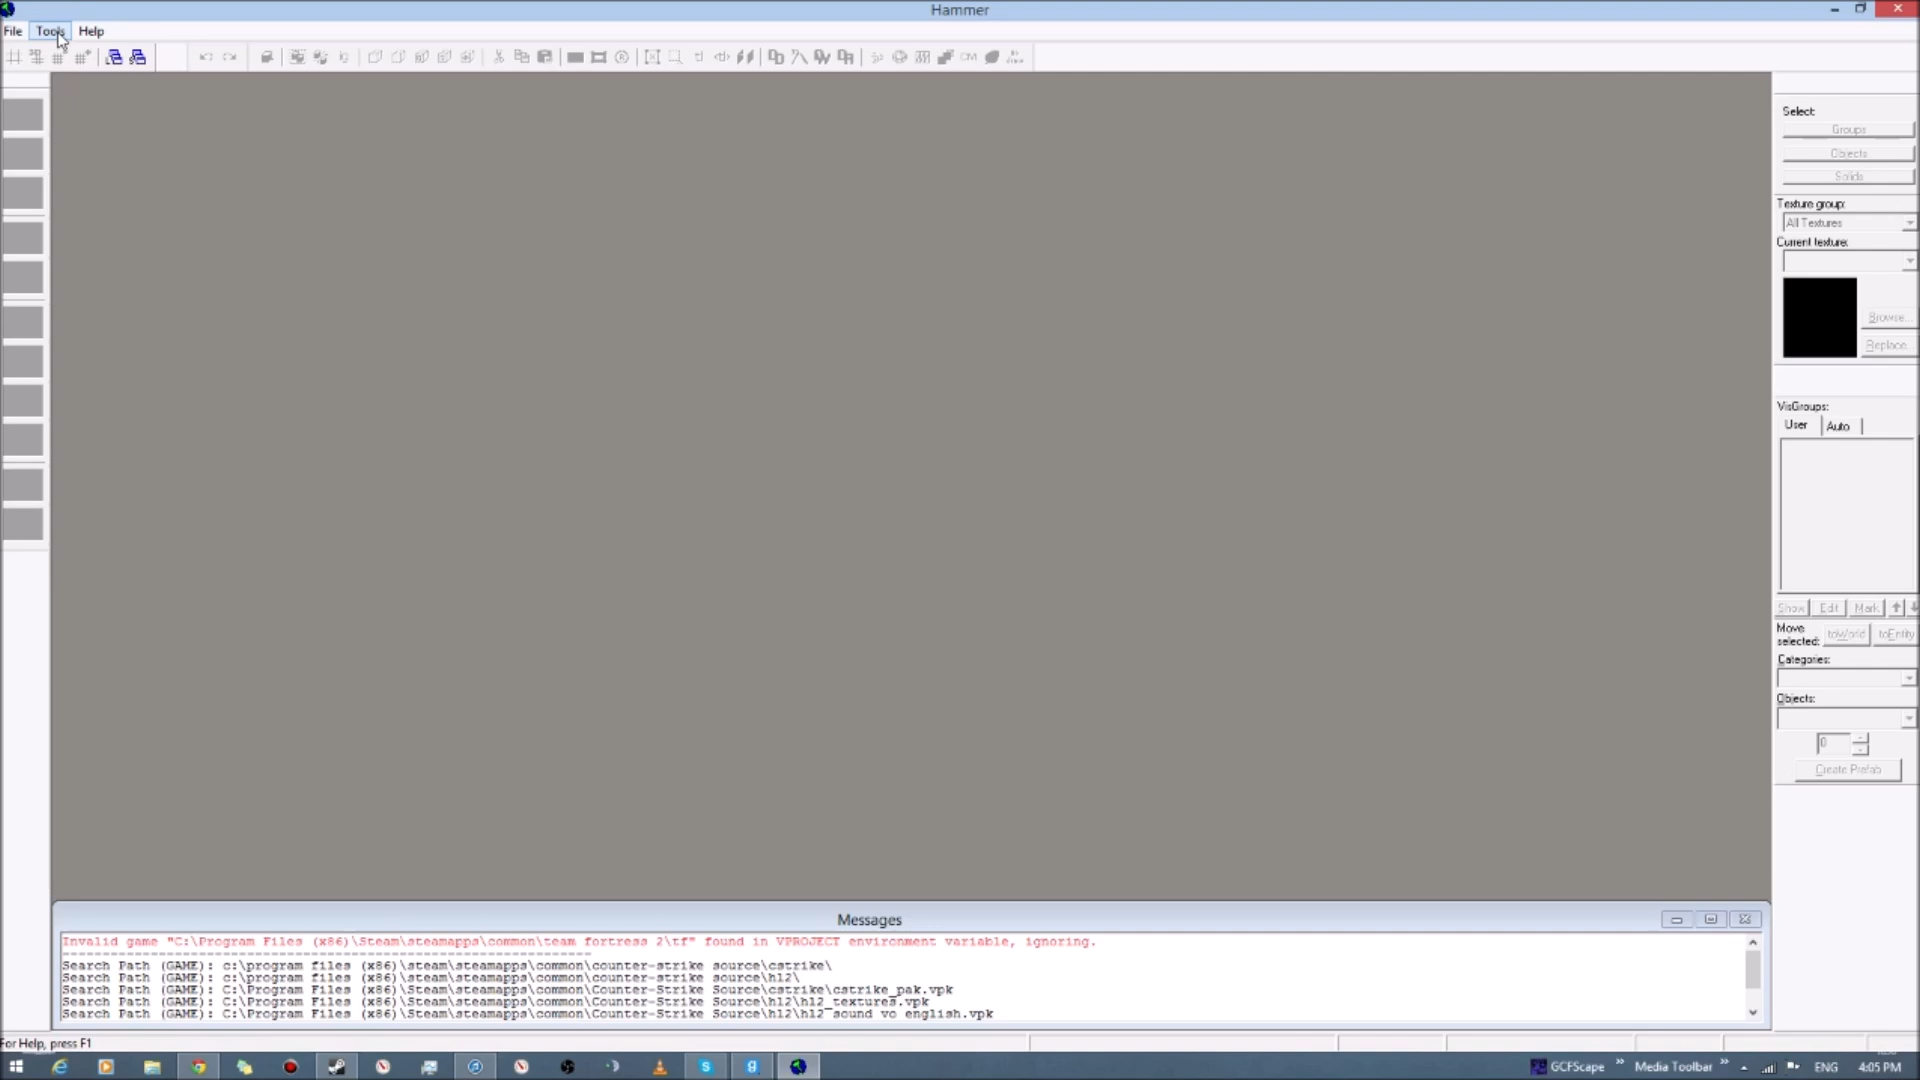 Hammer
File Tools Help
Select:
Groups
Objects
Solids
Texture group:
All Textures
Current texture:
Browse...
Replace...
VisGroups:
User Auto
Show Edit Mark
Move selected: toWorld toEntity
Categories:
Objects:
0
Create Prefab
Messages
Invalid game "C:\Program Files (x86)\Steam\steamapps\common\team fortress 2\tf" found in VPROJECT environment variable, ignoring.
Search Path (GAME): c:\program files (x86)\steam\steamapps\common\counter-strike source\cstrike\
Search Path (GAME): c:\program files (x86)\steam\steamapps\common\counter-strike source\hl2\
Search Path (GAME): C:\Program Files (x86)\Steam\steamapps\common\Counter-Strike Source\cstrike\cstrike_pak.vpk
Search Path (GAME): C:\Program Files (x86)\Steam\steamapps\common\Counter-Strike Source\hl2\hl2_textures.vpk
Search Path (GAME): C:\Program Files (x86)\Steam\steamapps\common\Counter-Strike Source\hl2\hl2_sound_vo_english.vpk
For Help, press F1
GCFScape » Media Toolbar » ENG 4:05 PM